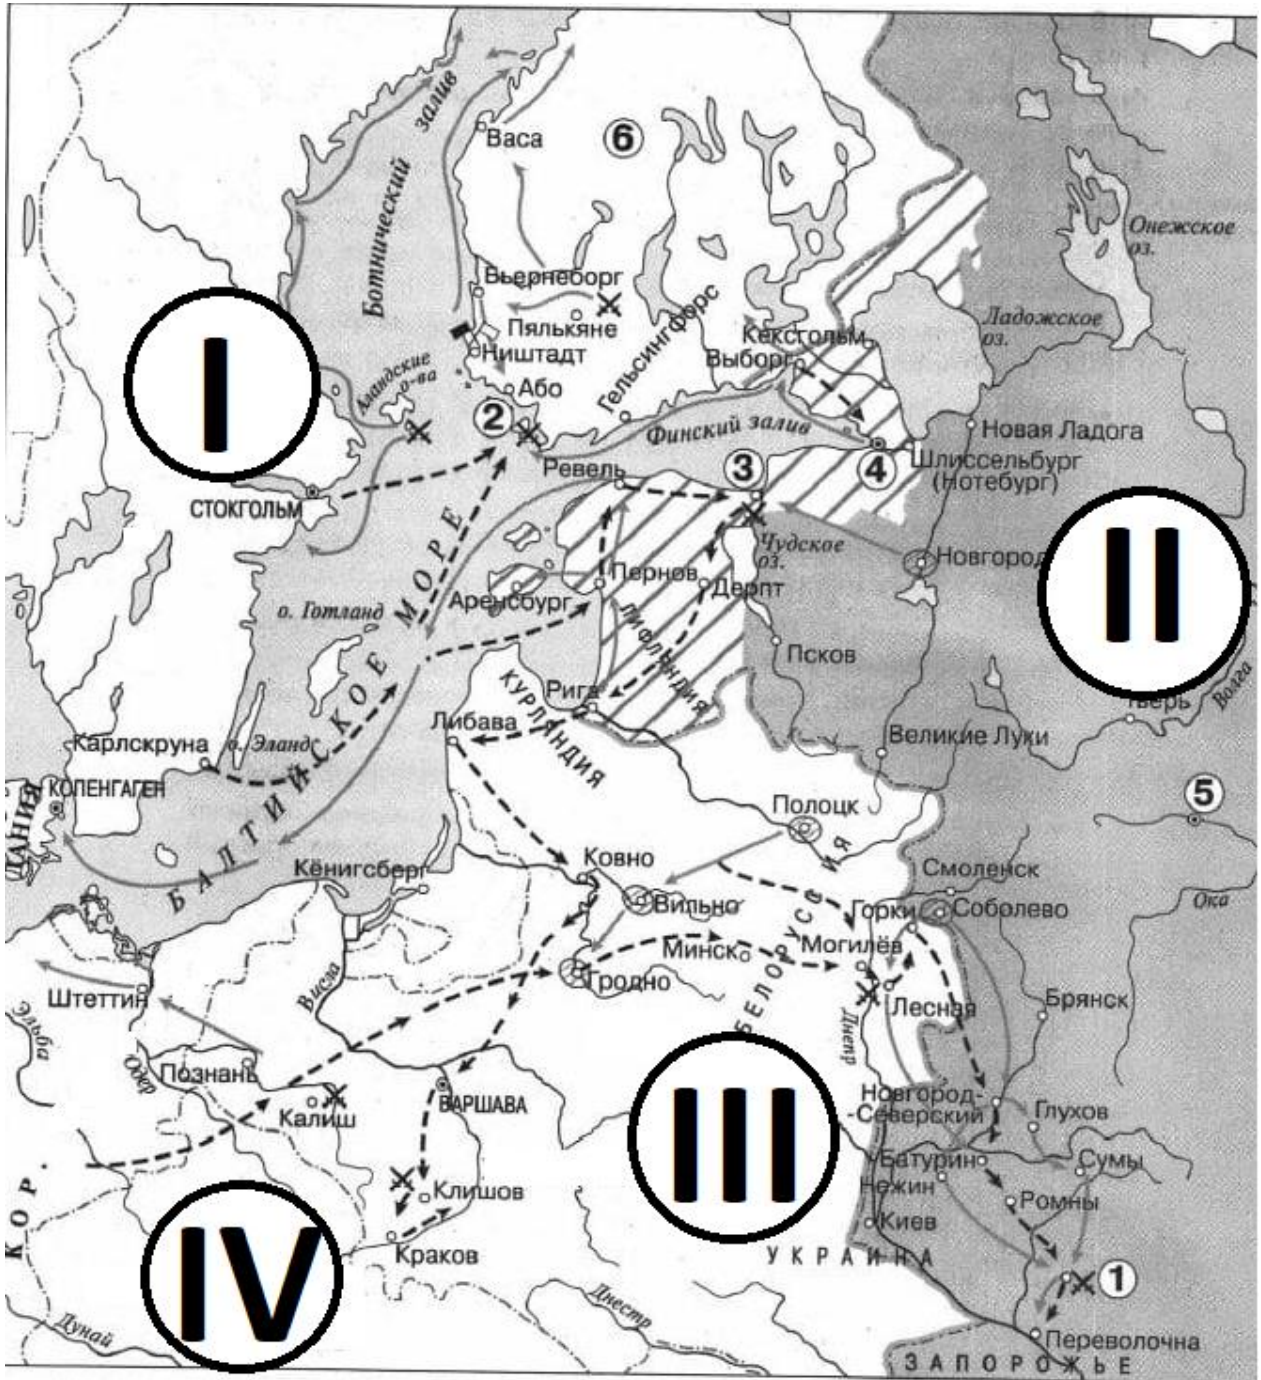 залив
Ботнический
Васа
6
Онежское
оз.
Вьернеборг
Пялькяне
Ништадт
Або
Гельсингфорс
Кексгольм
Выборг
Ладожское
оз.
I
Аландские
о-ва
2
Финский залив
Новая Ладога
Ревель
3
4
Шлиссельбург
(Нотебург)
СТОКГОЛЬМ
Чудское
оз.
Новгород
II
Пернов
Дерпт
Аренсбург
о. Готланд
ЛИФЛЯНДИЯ
Псков
Волга
Рига
КУРЛЯНДИЯ
Тверь
Либава
Карлскруна
о. Эланд
Великие Луки
КОЛЕНГАГЕН
ДАНИЯ
БАЛТИЙСКОЕ МОРЕ
5
Полоцк
Кёнигсберг
Ковно
Смоленск
Вильно
Горки
Соболево
Ока
Могилёв
Минск
БЕЛОРУССИЯ
Гродно
Штеттин
Висла
Лесная
Брянск
Эльба
Днепр
Одер
Познань
Калиш
ВАРШАВА
III
Новгород-
-Северский
Глухов
Батурин
Сумы
Нежин
Клишов
Ромны
КОР.
IV
Краков
Киев
УКРАИНА
1
Днестр
Дунай
Переволочна
ЗАПОРОЖЬЕ